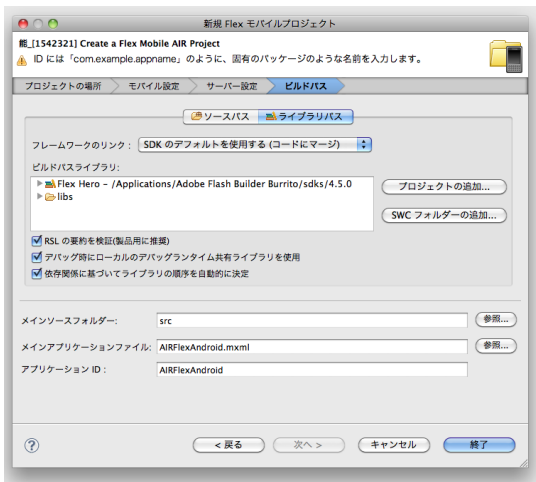 新規 Flex モバイルプロジェクト
能_[1542321] Create a Flex Mobile AIR Project
ID には「com.example.appname」のように、固有のパッケージのような名前を入力します。
プロジェクトの場所 モバイル設定 サーバー設定 ビルドパス
ソースパス ライブラリパス
フレームワークのリンク : SDK のデフォルトを使用する (コードにマージ)
ビルドパスライブラリ:
Flex Hero - /Applications/Adobe Flash Builder Burrito/sdks/4.5.0
libs
プロジェクトの追加...
SWC フォルダーの追加...
RSL の要約を検証(製品用に推奨)
デバッグ時にローカルのデバッグランタイム共有ライブラリを使用
依存関係に基づいてライブラリの順序を自動的に決定
メインソースフォルダー: src 参照...
メインアプリケーションファイル: AIRFlexAndroid.mxml 参照...
アプリケーション ID : AIRFlexAndroid
? < 戻る 次へ > キャンセル 終了